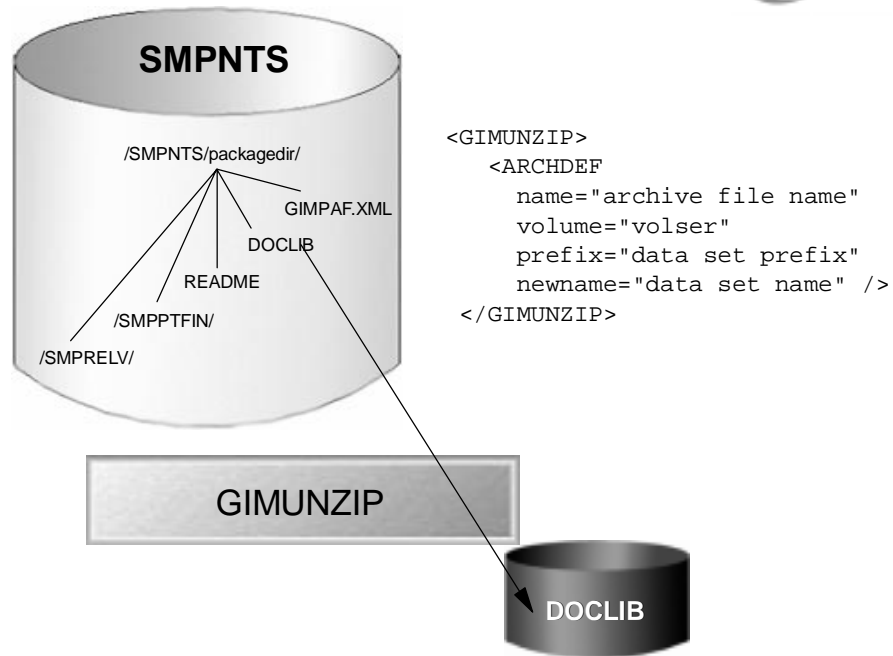 SMPNTS
/SMPNTS/packagedir/
GIMPAF.XML
DOCLIB
README
/SMPPTFIN/
/SMPRELV/
<GIMUNZIP>
<ARCHDEF
name="archive file name"
volume="volser"
prefix="data set prefix"
newname="data set name" />
</GIMUNZIP>
GIMUNZIP
DOCLIB